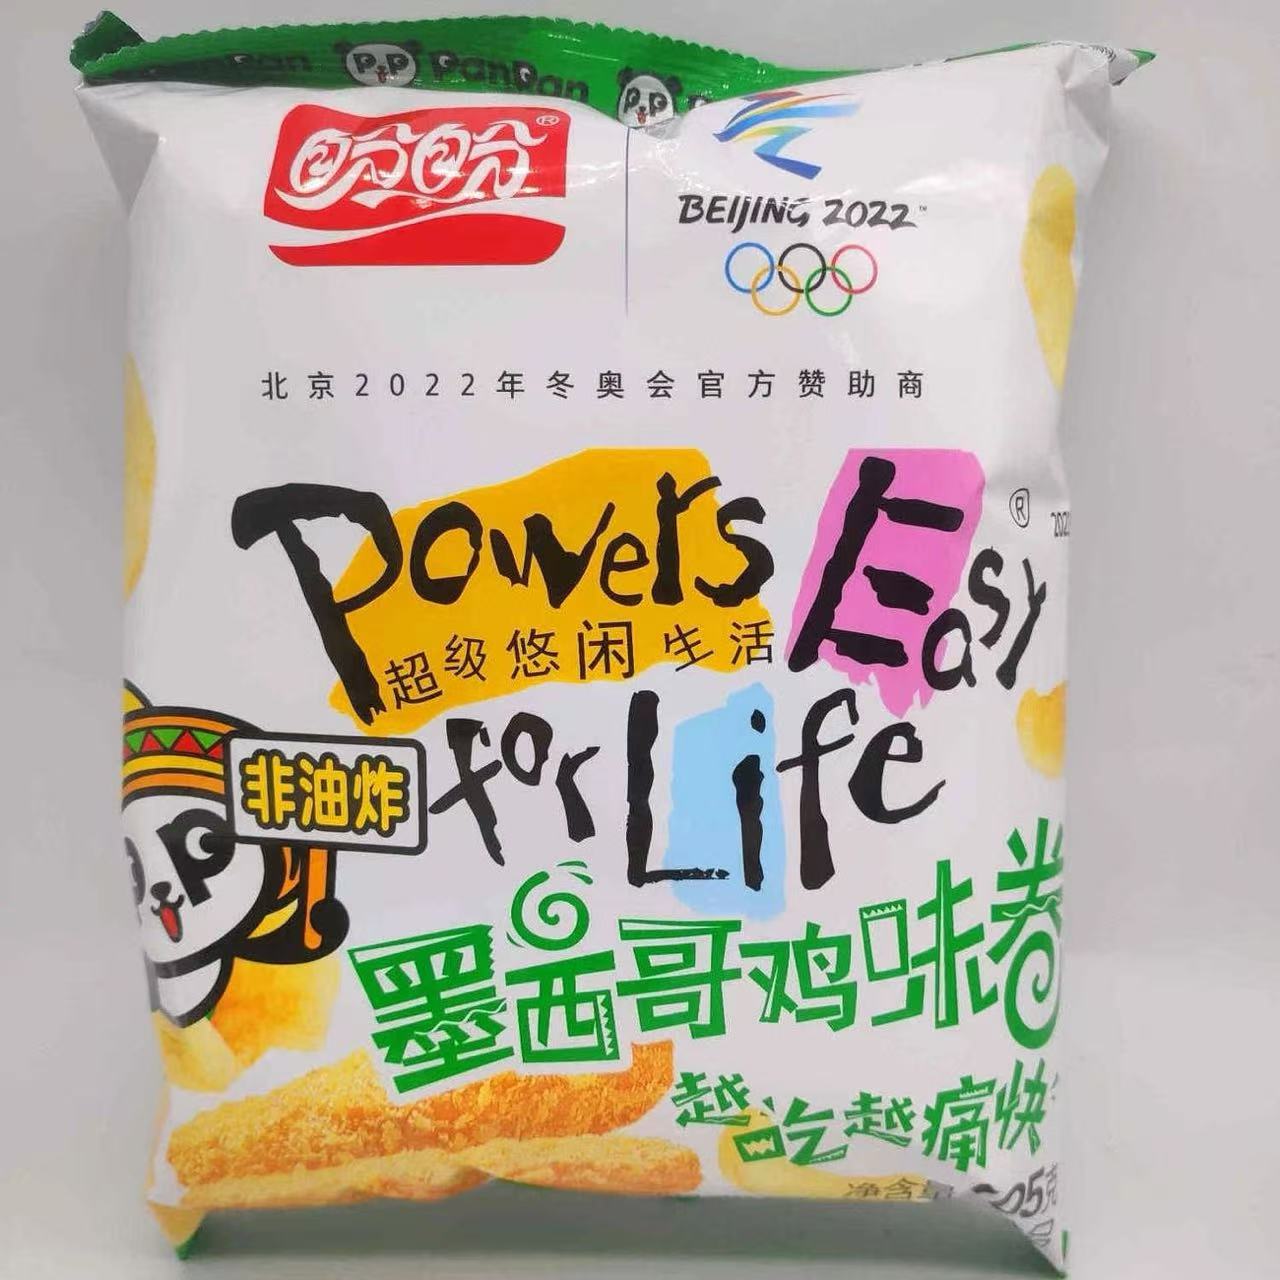 PanPan
盼盼®
BEIJING 2022™
北京2022年冬奥会官方赞助商
Powers Easy®
超级悠闲生活
for Life
非油炸
墨西哥鸡味卷
越吃越痛快
净含量